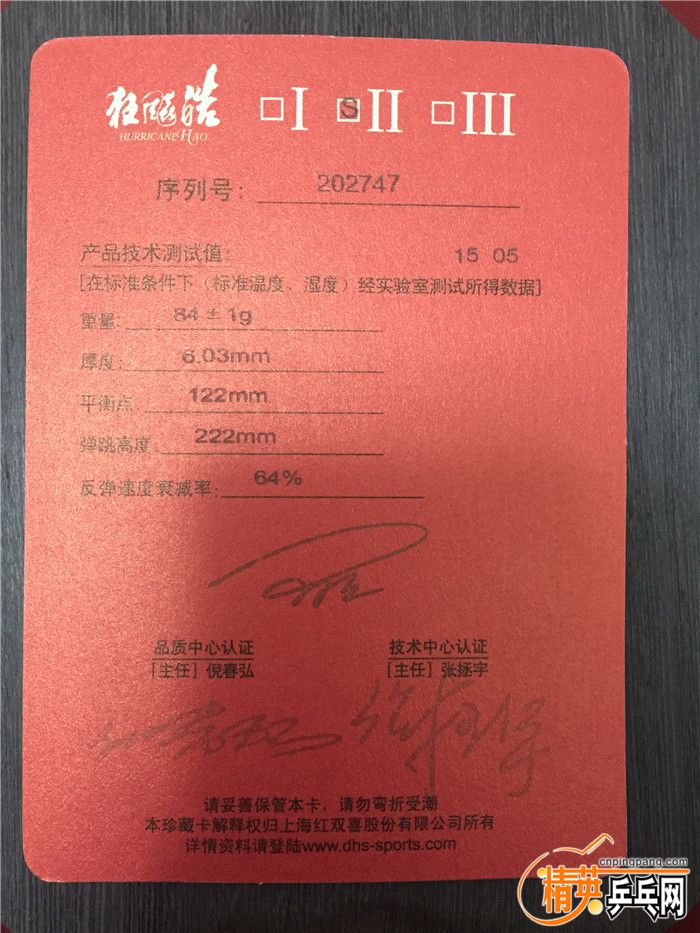 狂飚皓 □I SII □III
HURRICANE HAO
序列号: 202747
产品技术测试值: 15 05
[在标准条件下（标准温度、湿度）经实验室测试所得数据]
重量: 84±1g
厚度: 6.03mm
平衡点: 122mm
弹跳高度: 222mm
反弹速度衰减率: 64%
品质中心认证 技术中心认证
[主任]倪春弘 [主任]张拯宇
请妥善保管本卡，请勿弯折受潮
本珍藏卡解释权归上海红双喜股份有限公司所有
详情资料请登陆www.dhs-sports.com
cnpingpang.com
精英乒乓网